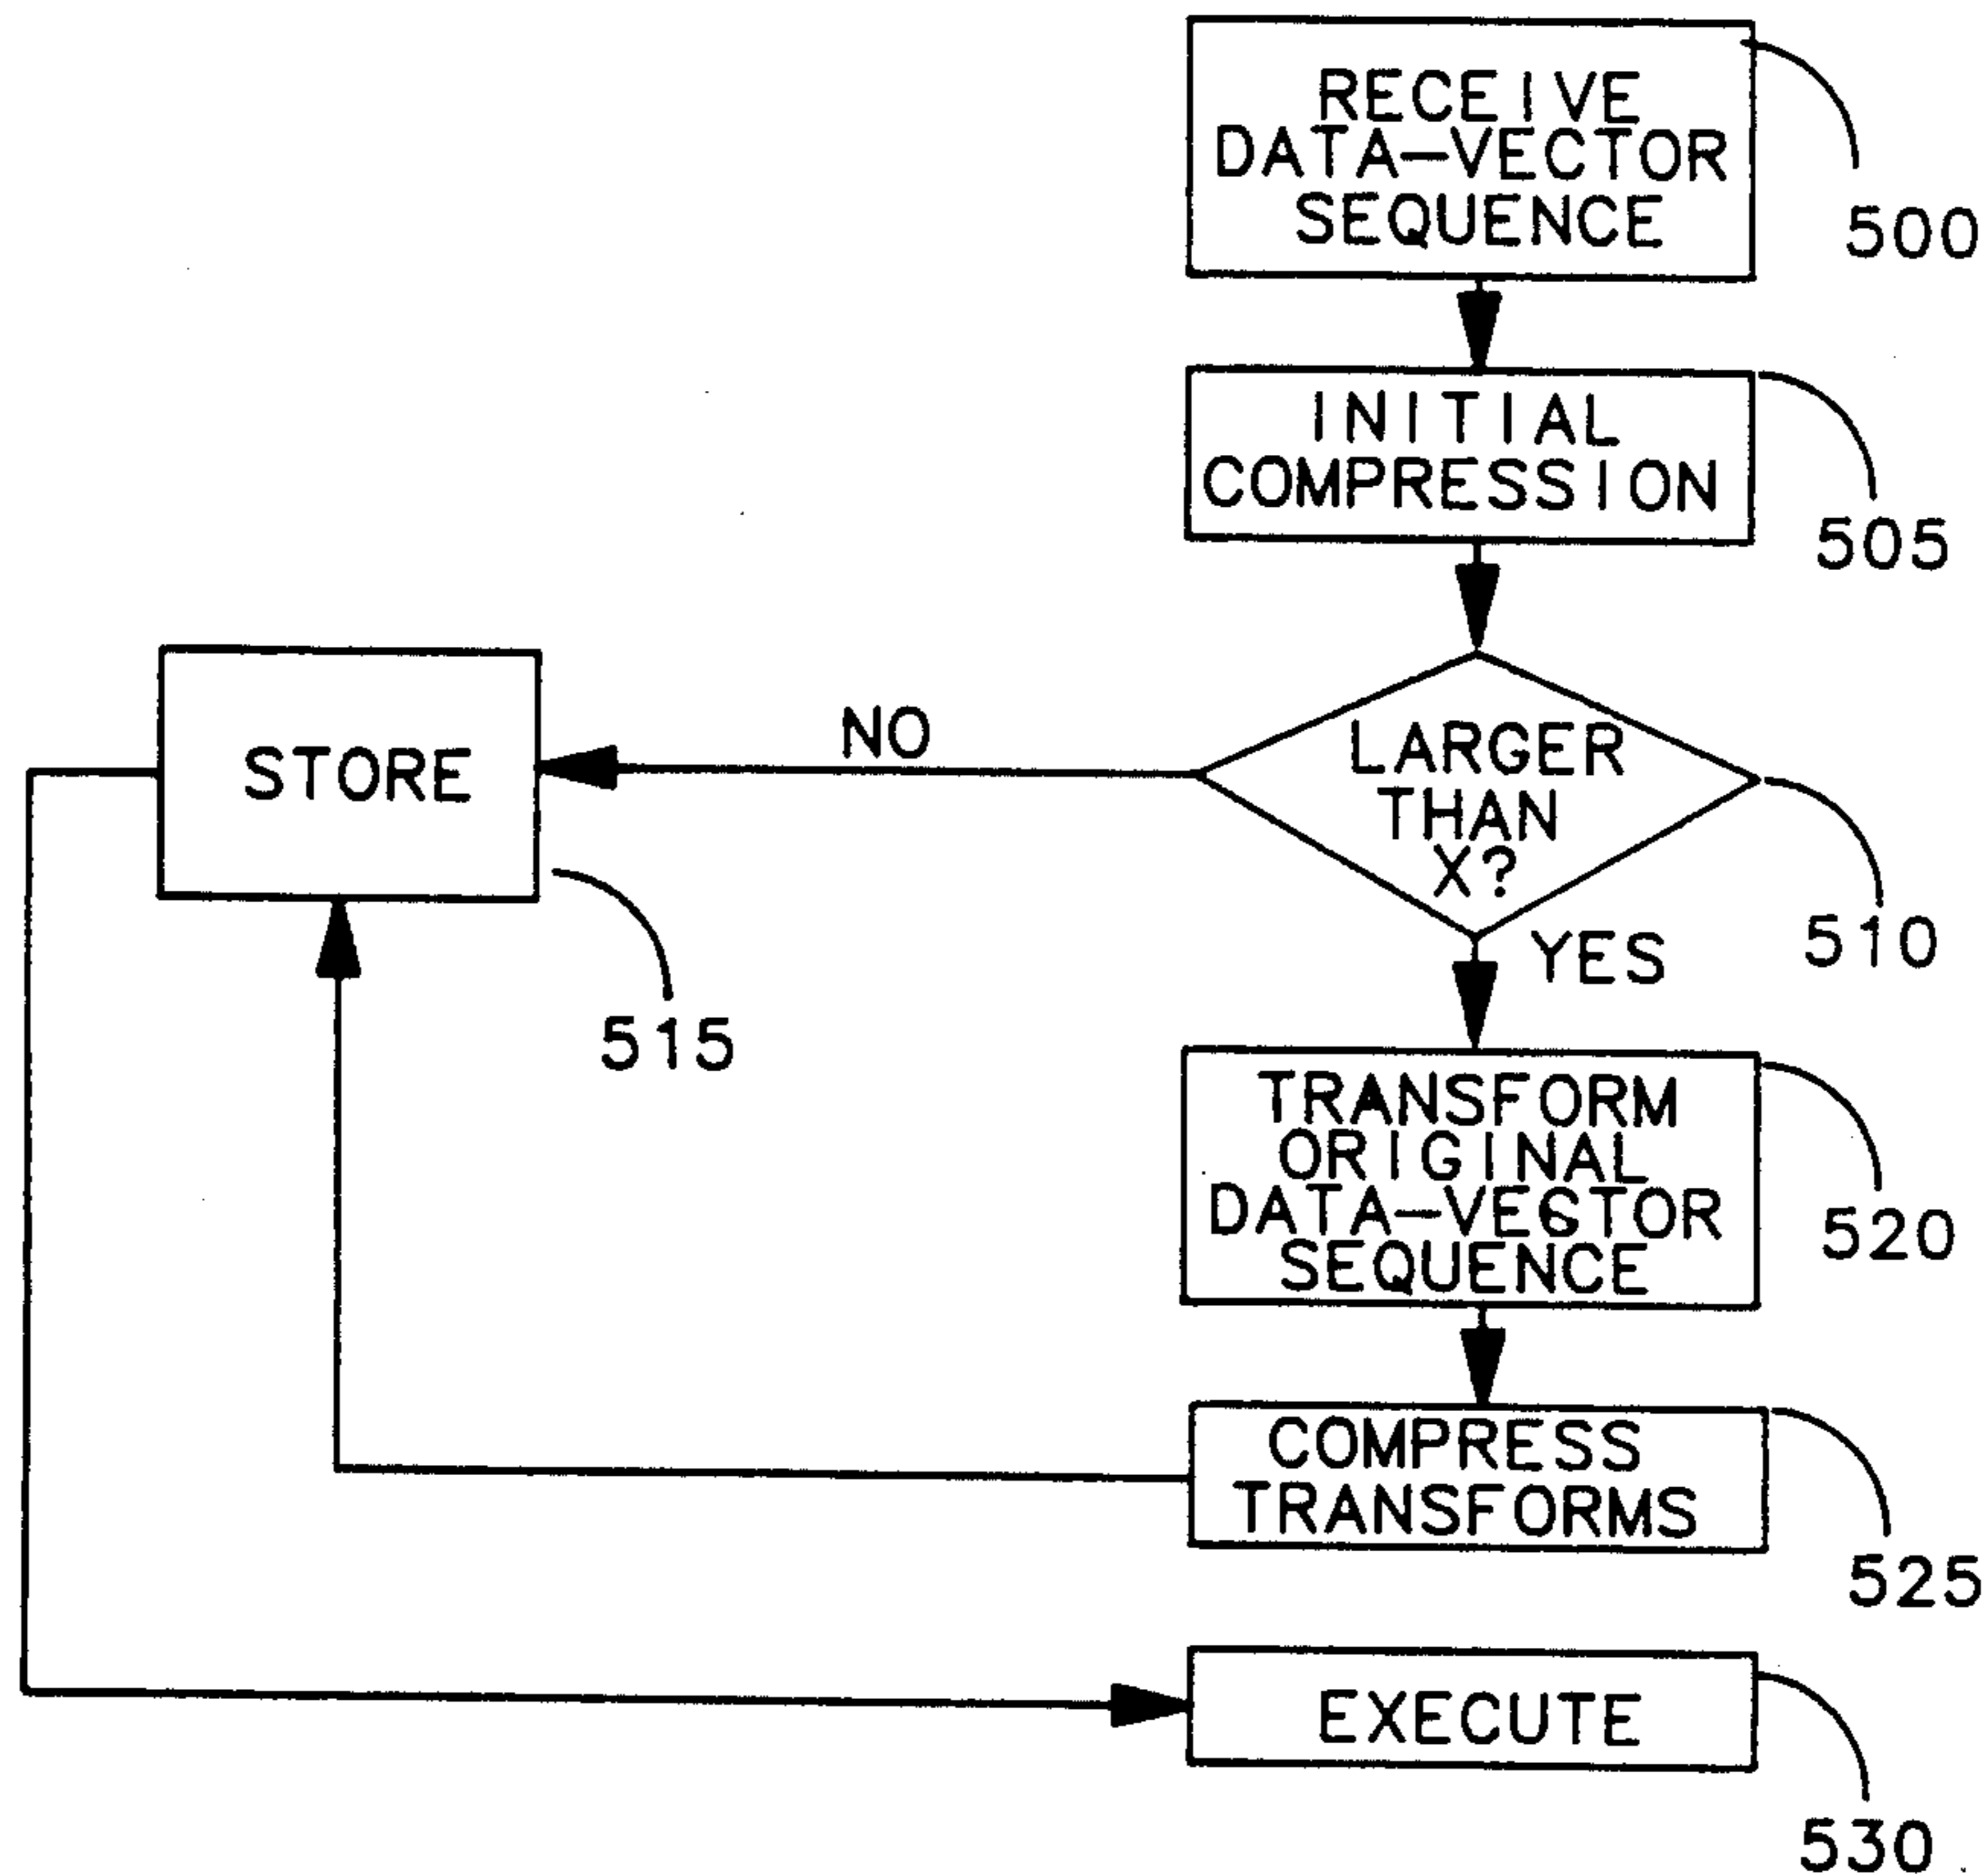 RECEIVE
DATA-VECTOR
SEQUENCE
500
INITIAL
COMPRESSION
505
STORE
515
NO
LARGER
THAN
X?
510
YES
TRANSFORM
ORIGINAL
DATA-VECTOR
SEQUENCE
520
COMPRESS
TRANSFORMS
525
EXECUTE
530